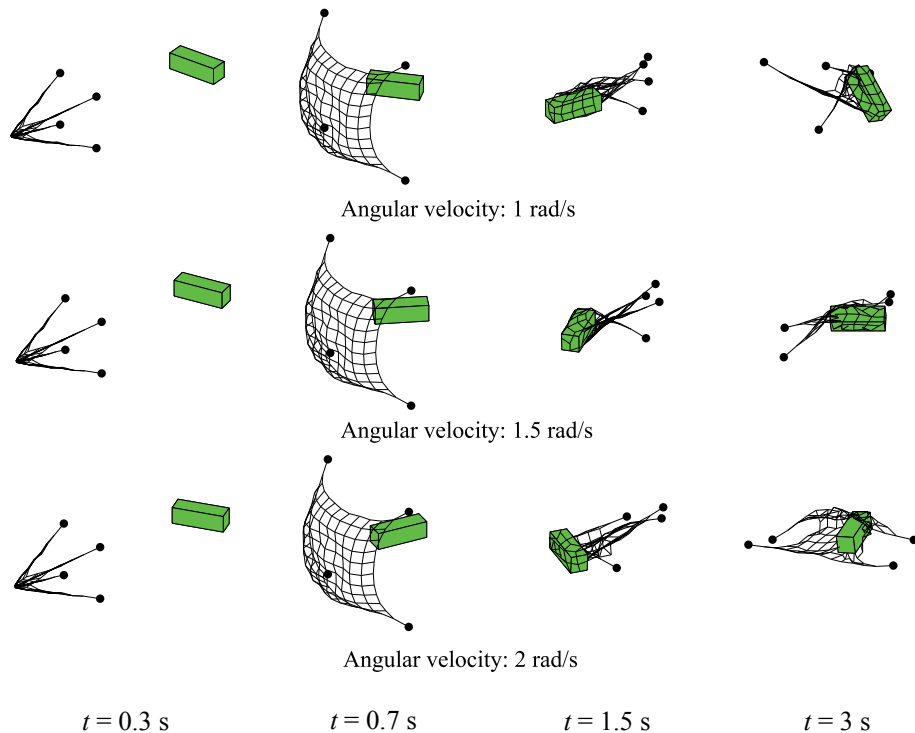 Angular velocity: 1 rad/s
Angular velocity: 1.5 rad/s
Angular velocity: 2 rad/s
t = 0.3 s t = 0.7 s t = 1.5 s t = 3 s